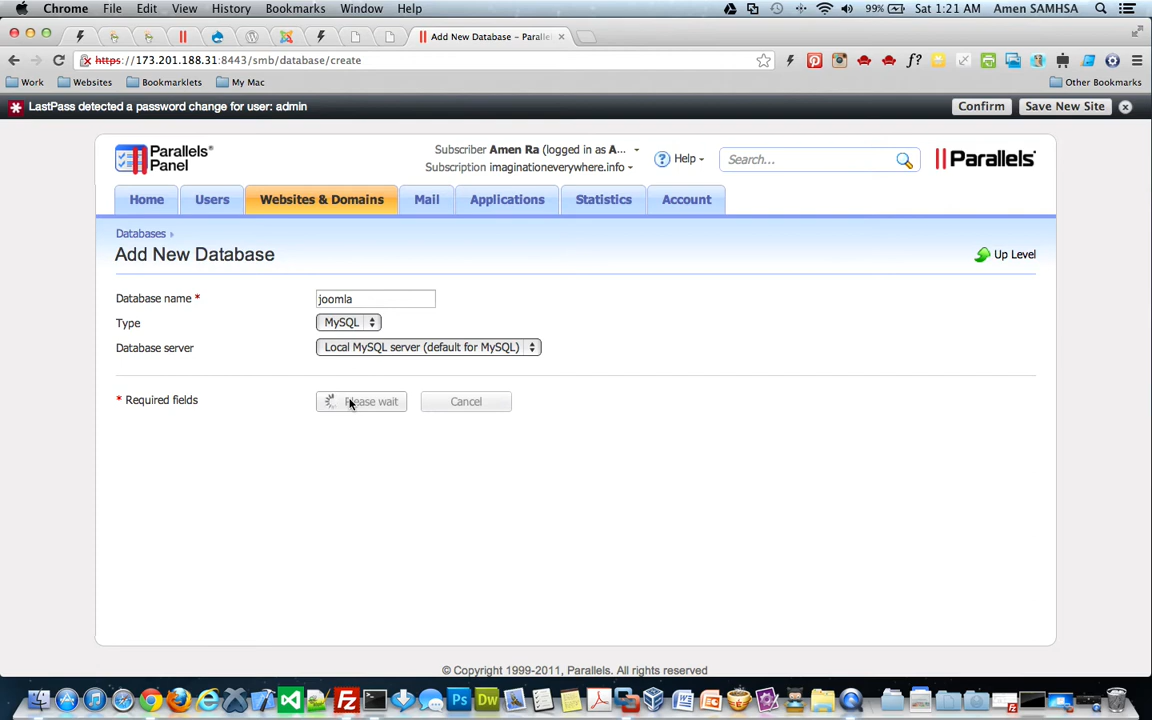 Chrome File Edit View History Bookmarks Window Help 99% Sat 1:21 AM Amen SAMHSA
Add New Database – Paralle
https://173.201.188.31:8443/smb/database/create
Work Websites Bookmarklets My Mac Other Bookmarks
LastPass detected a password change for user: admin Confirm Save New Site
Parallels® Panel
Subscriber Amen Ra (logged in as A...
Subscription imaginationeverywhere.info
Help
Search...
Parallels®
Home Users Websites & Domains Mail Applications Statistics Account
Databases
Add New Database Up Level
Database name * joomla
Type MySQL
Database server Local MySQL server (default for MySQL)
* Required fields Please wait Cancel
© Copyright 1999-2011, Parallels. All rights reserved
Ps Dw